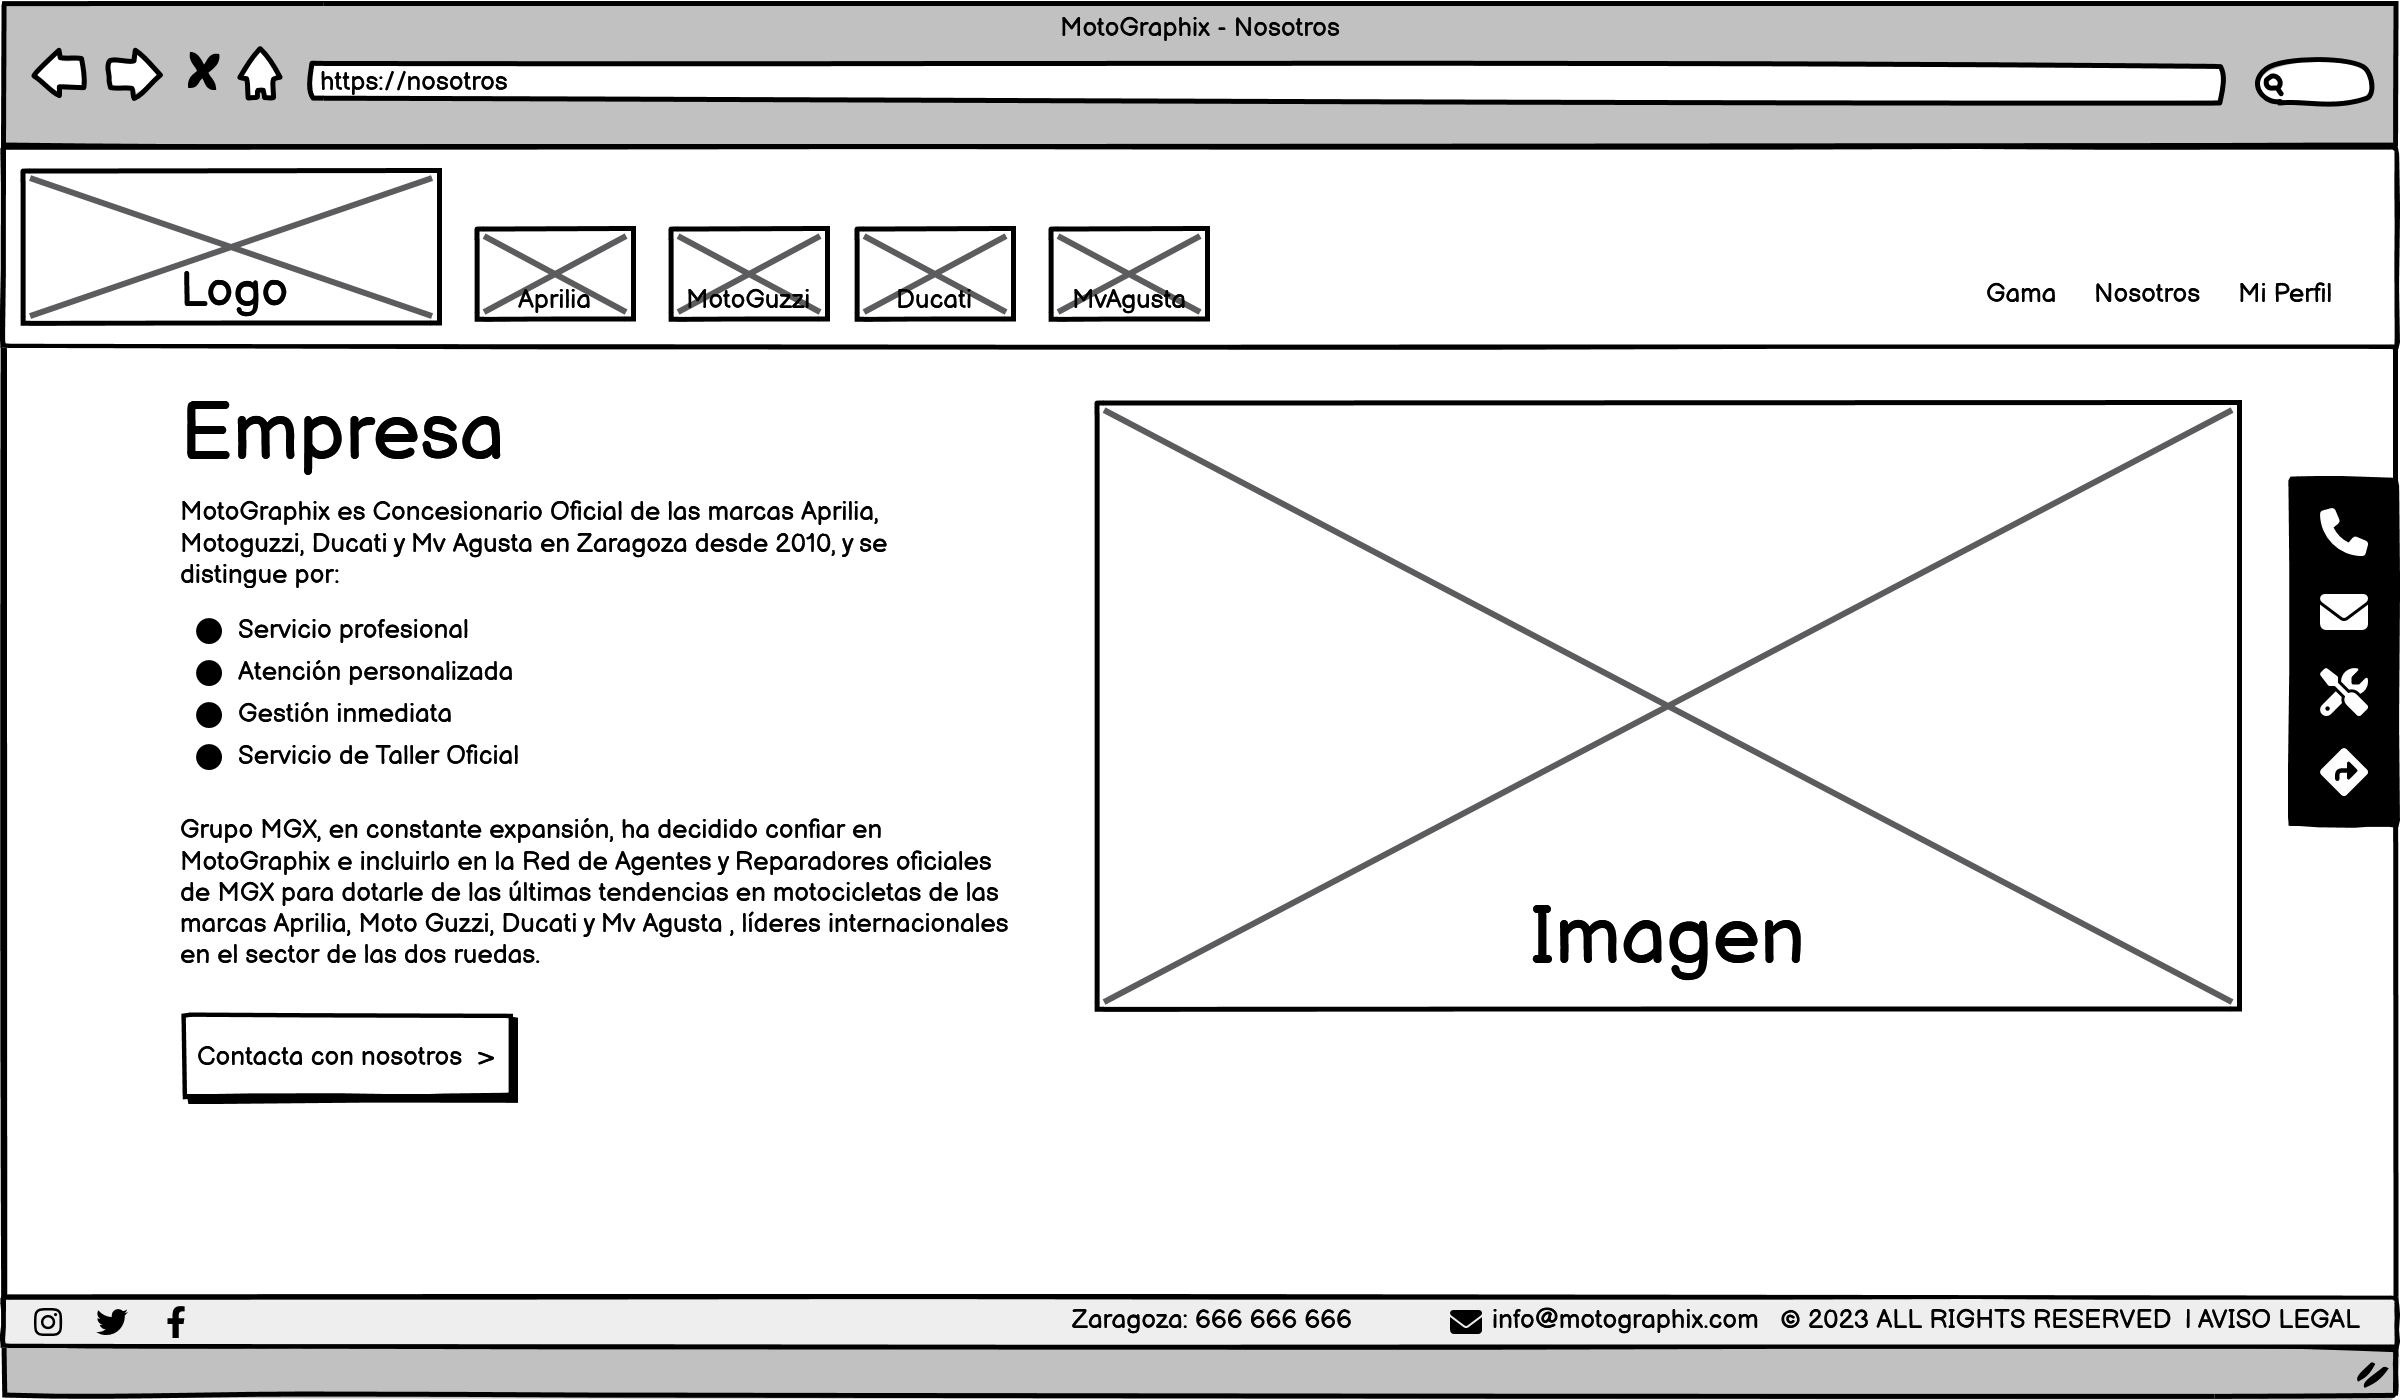 MotoGraphix - Nosotros
https://nosotros
Logo
Aprilia
MotoGuzzi
Ducati
MvAgusta
Gama
Nosotros
Mi Perfil
Empresa
MotoGraphix es Concesionario Oficial de las marcas Aprilia,
Motoguzzi, Ducati y Mv Agusta en Zaragoza desde 2010, y se
distingue por:
Servicio profesional
Atención personalizada
Gestión inmediata
Servicio de Taller Oficial
Grupo MGX, en constante expansión, ha decidido confiar en
MotoGraphix e incluirlo en la Red de Agentes y Reparadores oficiales
de MGX para dotarle de las últimas tendencias en motocicletas de las
marcas Aprilia, Moto Guzzi, Ducati y Mv Agusta , líderes internacionales
en el sector de las dos ruedas.
Contacta con nosotros >
Imagen
Zaragoza: 666 666 666
info@motographix.com
© 2023 ALL RIGHTS RESERVED | AVISO LEGAL